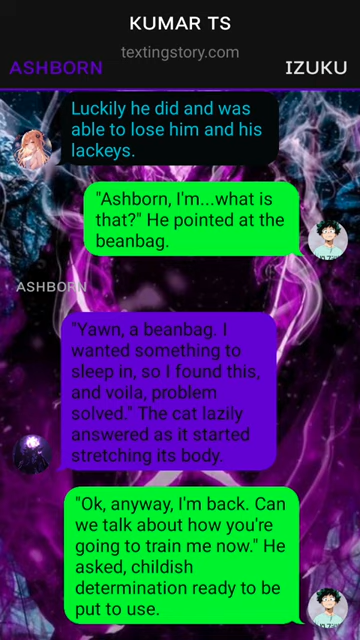 KUMAR TS
textingstory.com
ASHBORN
IZUKU
Luckily he did and was
able to lose him and his
lackeys.
"Ashborn, I'm...what is
that?" He pointed at the
beanbag.
ASHBORN
"Yawn, a beanbag. I
wanted something to
sleep in, so I found this,
and voila, problem
solved." The cat lazily
answered as it started
stretching its body.
"Ok, anyway, I'm back. Can
we talk about how you're
going to train me now." He
asked, childish
determination ready to be
put to use.